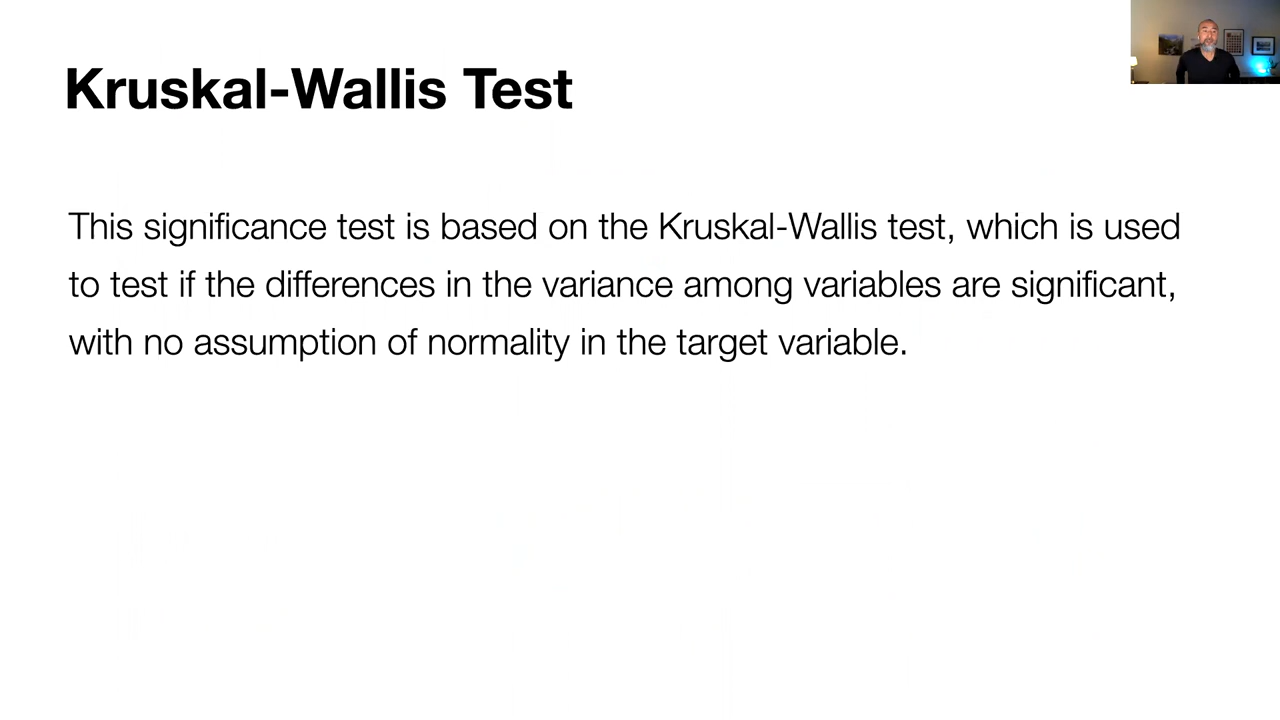 Kruskal-Wallis Test
This significance test is based on the Kruskal-Wallis test, which is used
to test if the differences in the variance among variables are significant,
with no assumption of normality in the target variable.